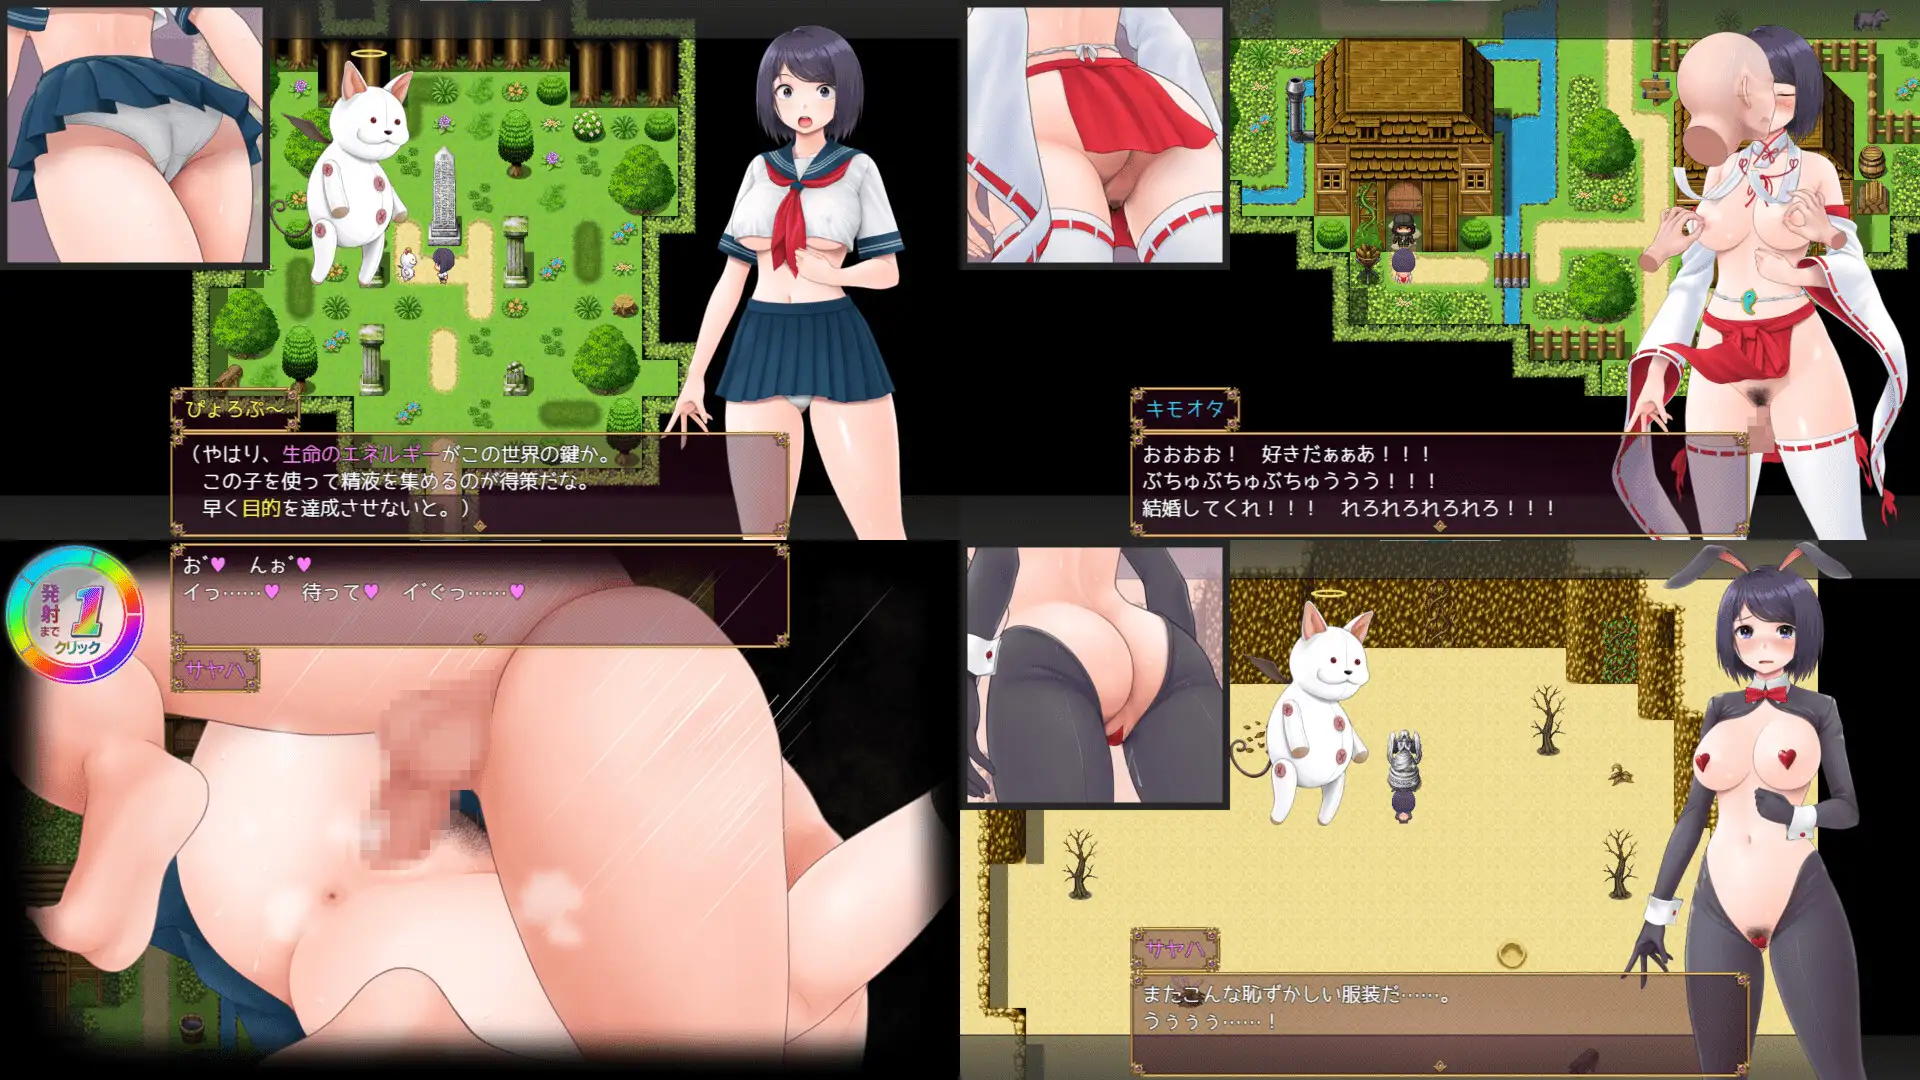 ぴょろぷ～
（やはり、生命のエネルギーがこの世界の鍵か。
この子を使って精液を集めるのが得策だな。
早く目的を達成させないと。）
キモオタ
おおおお！　好きだぁぁあ！！！
ぶちゅぶちゅぶちゅううう！！！
結婚してくれ！！！　れろれろれろれろ！！！
発射まで
1
クリック
お゛♥　んぉ゛♥
イっ……♥　待って♥　イ゛ぐっ……♥
サヤハ
サヤハ
またこんな恥ずかしい服装だ……。
うぅぅぅ……！